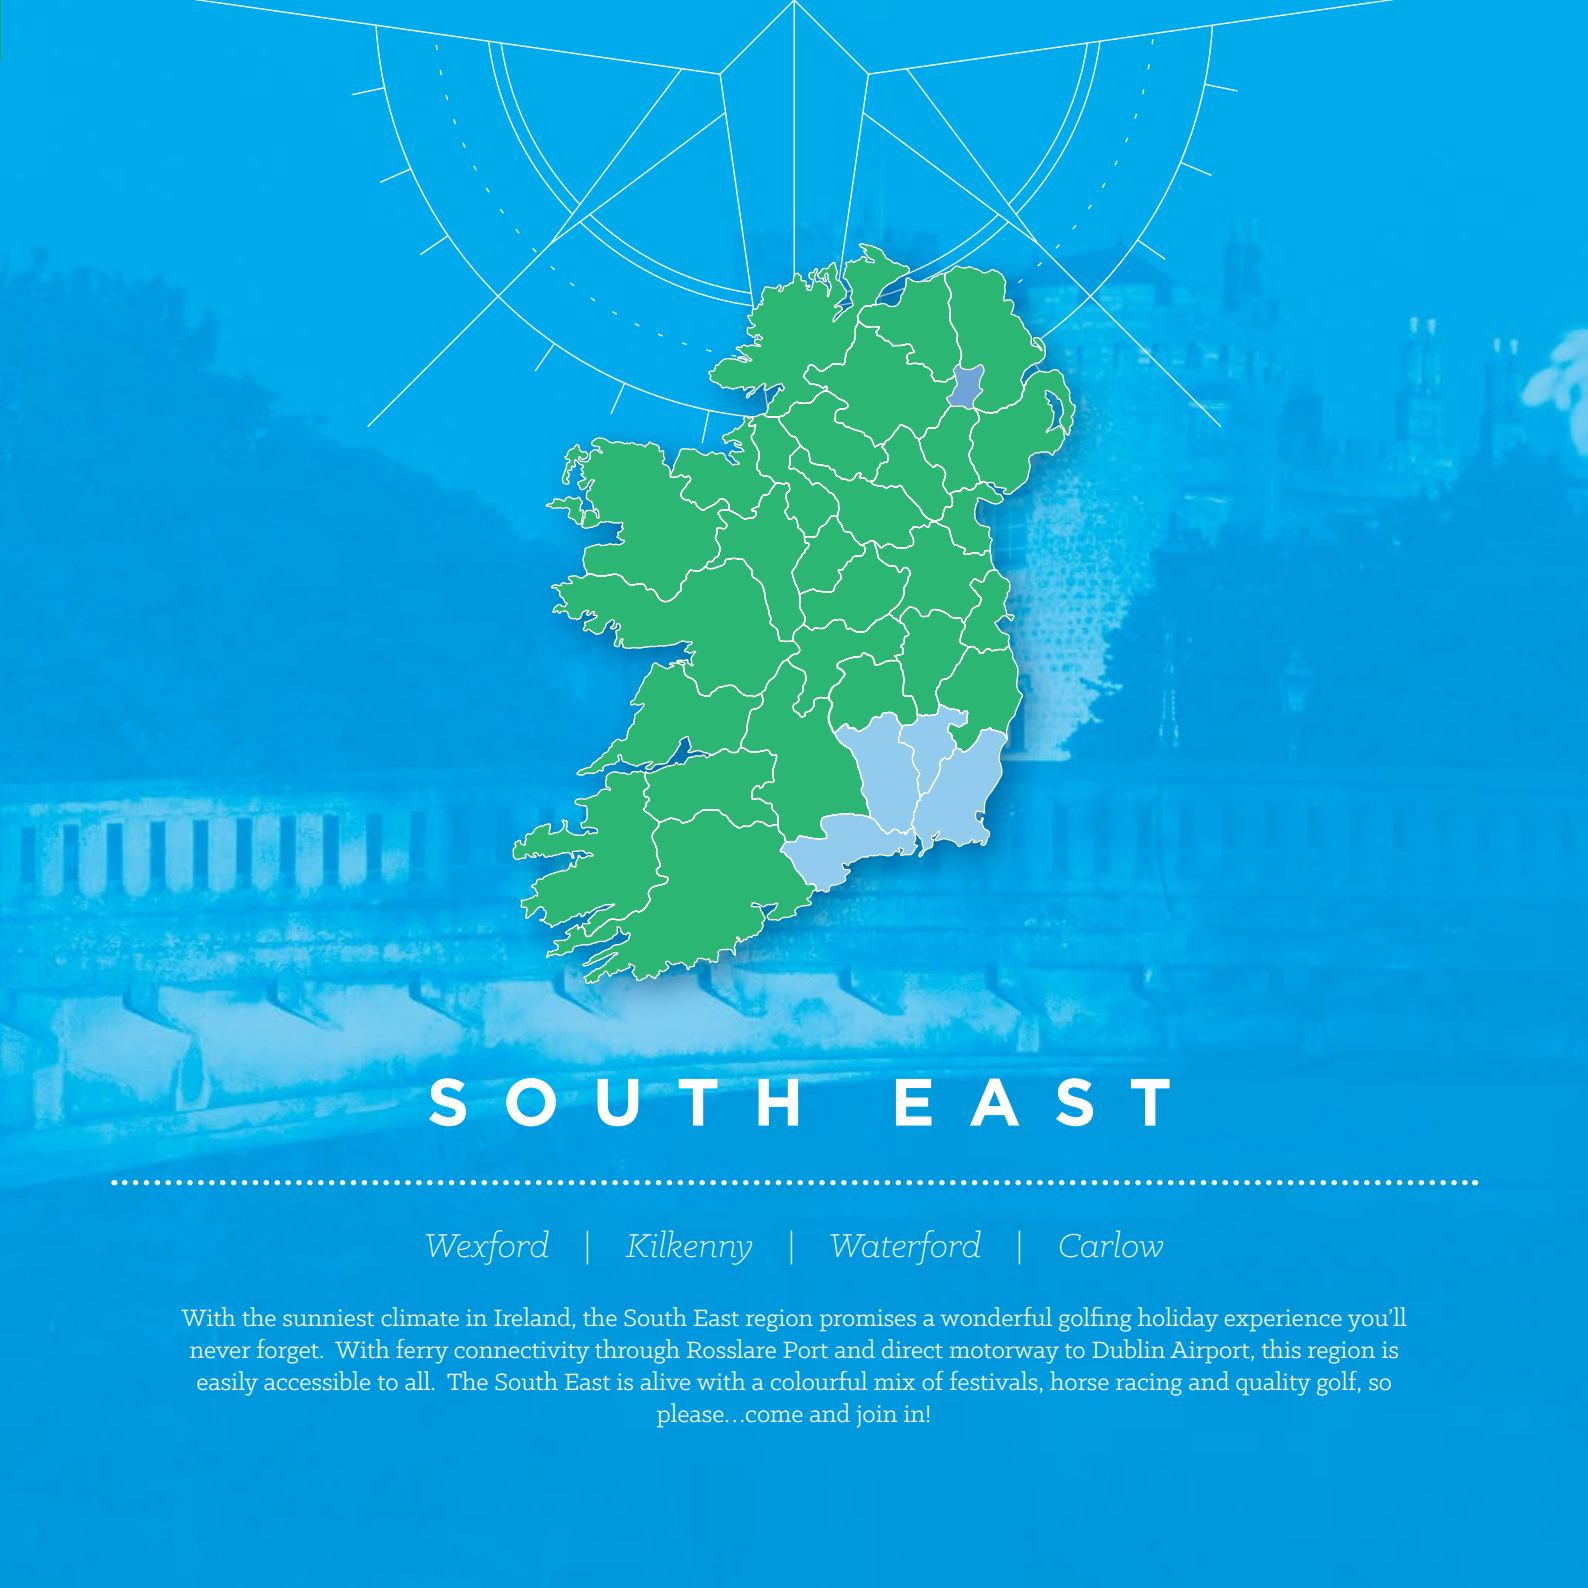 SOUTH EAST
Wexford | Kilkenny | Waterford | Carlow
With the sunniest climate in Ireland, the South East region promises a wonderful golfing holiday experience you'll
never forget.  With ferry connectivity through Rosslare Port and direct motorway to Dublin Airport, this region is
easily accessible to all.  The South East is alive with a colourful mix of festivals, horse racing and quality golf, so
please...come and join in!